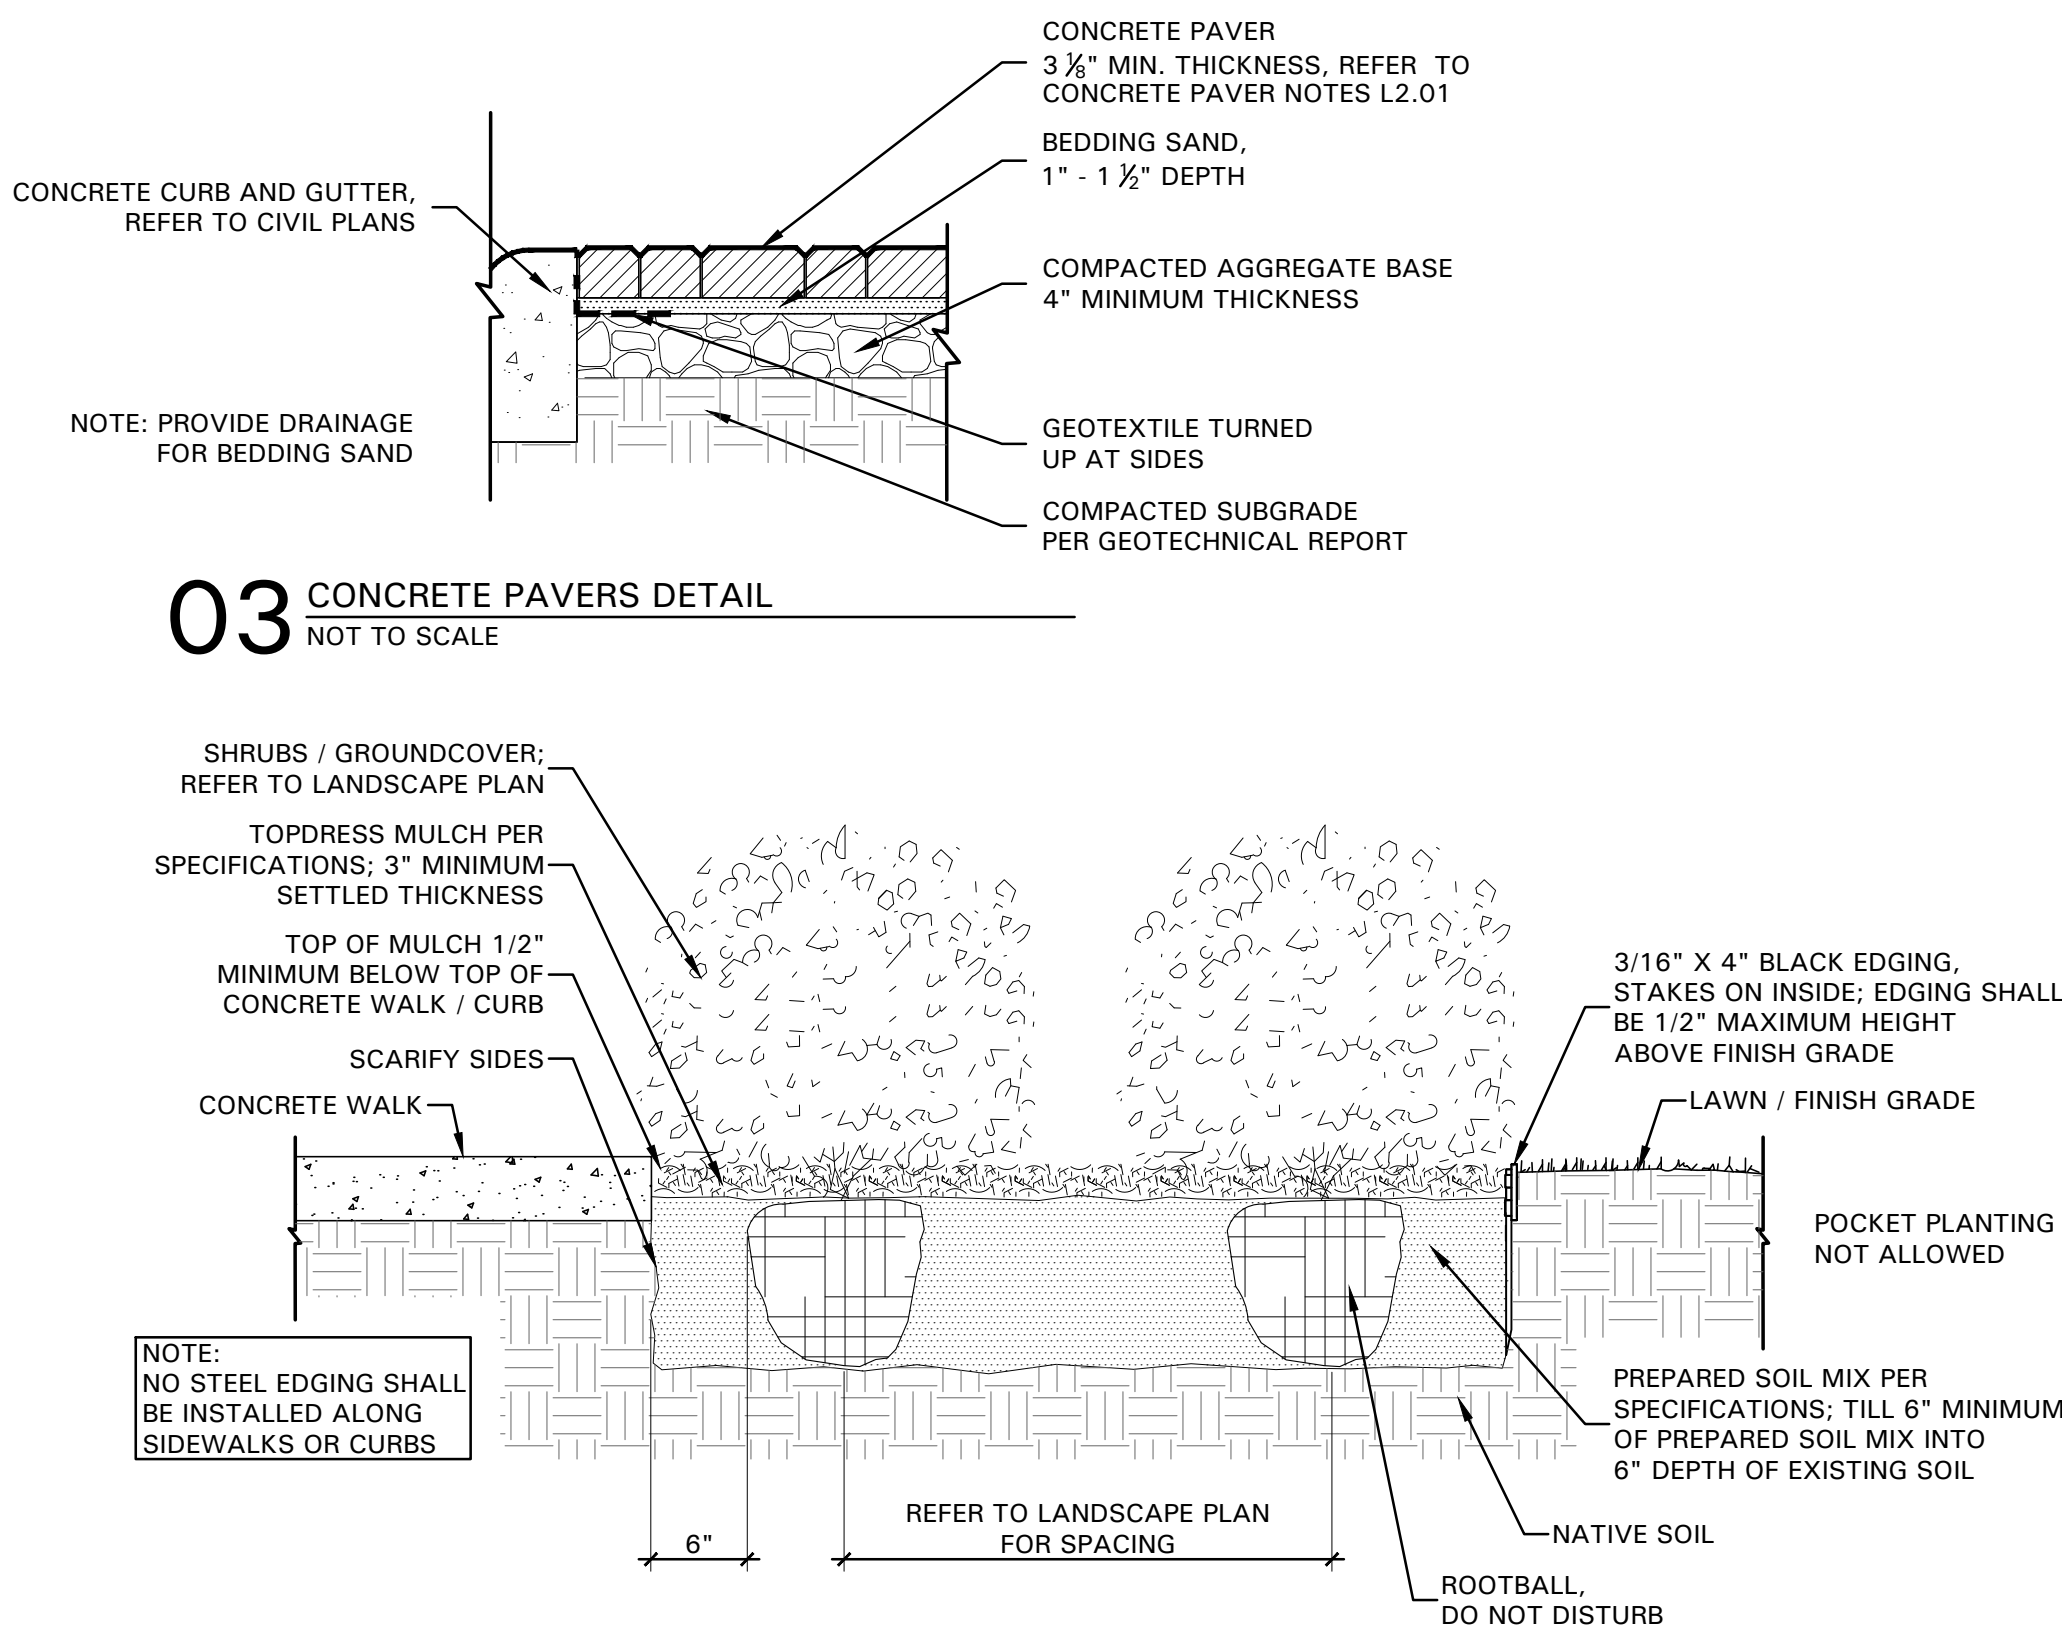 CONCRETE PAVER
3 ⅛" MIN. THICKNESS, REFER TO
CONCRETE PAVER NOTES L2.01
BEDDING SAND,
1" - 1 ½" DEPTH
CONCRETE CURB AND GUTTER,
REFER TO CIVIL PLANS
COMPACTED AGGREGATE BASE
4" MINIMUM THICKNESS
NOTE: PROVIDE DRAINAGE
FOR BEDDING SAND
GEOTEXTILE TURNED
UP AT SIDES
COMPACTED SUBGRADE
PER GEOTECHNICAL REPORT
03 CONCRETE PAVERS DETAIL
NOT TO SCALE
SHRUBS / GROUNDCOVER;
REFER TO LANDSCAPE PLAN
TOPDRESS MULCH PER
SPECIFICATIONS; 3" MINIMUM
SETTLED THICKNESS
TOP OF MULCH 1/2"
MINIMUM BELOW TOP OF
CONCRETE WALK / CURB
SCARIFY SIDES
CONCRETE WALK
3/16" X 4" BLACK EDGING,
STAKES ON INSIDE; EDGING SHALL
BE 1/2" MAXIMUM HEIGHT
ABOVE FINISH GRADE
LAWN / FINISH GRADE
POCKET PLANTING
NOT ALLOWED
NOTE:
NO STEEL EDGING SHALL
BE INSTALLED ALONG
SIDEWALKS OR CURBS
PREPARED SOIL MIX PER
SPECIFICATIONS; TILL 6" MINIMUM
OF PREPARED SOIL MIX INTO
6" DEPTH OF EXISTING SOIL
6"
REFER TO LANDSCAPE PLAN
FOR SPACING
NATIVE SOIL
ROOTBALL,
DO NOT DISTURB